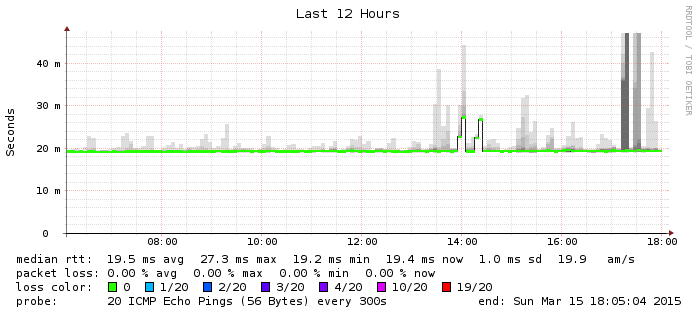 Last 12 Hours
RRDTOOL / TOBI OETIKER
Seconds
40 m
30 m
20 m
10 m
0
08:00 10:00 12:00 14:00 16:00 18:00
median rtt: 19.5 ms avg 27.3 ms max 19.2 ms min 19.4 ms now 1.0 ms sd 19.9 am/s
packet loss: 0.00 % avg 0.00 % max 0.00 % min 0.00 % now
loss color: 0 1/20 2/20 3/20 4/20 10/20 19/20
probe: 20 ICMP Echo Pings (56 Bytes) every 300s end: Sun Mar 15 18:05:04 2015